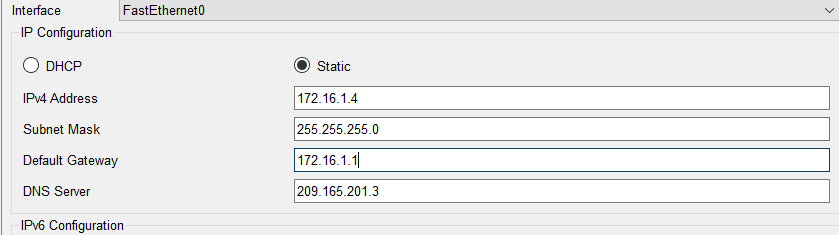 Interface FastEthernet0
IP Configuration
DHCP Static
IPv4 Address 172.16.1.4
Subnet Mask 255.255.255.0
Default Gateway 172.16.1.1
DNS Server 209.165.201.3
IPv6 Configuration